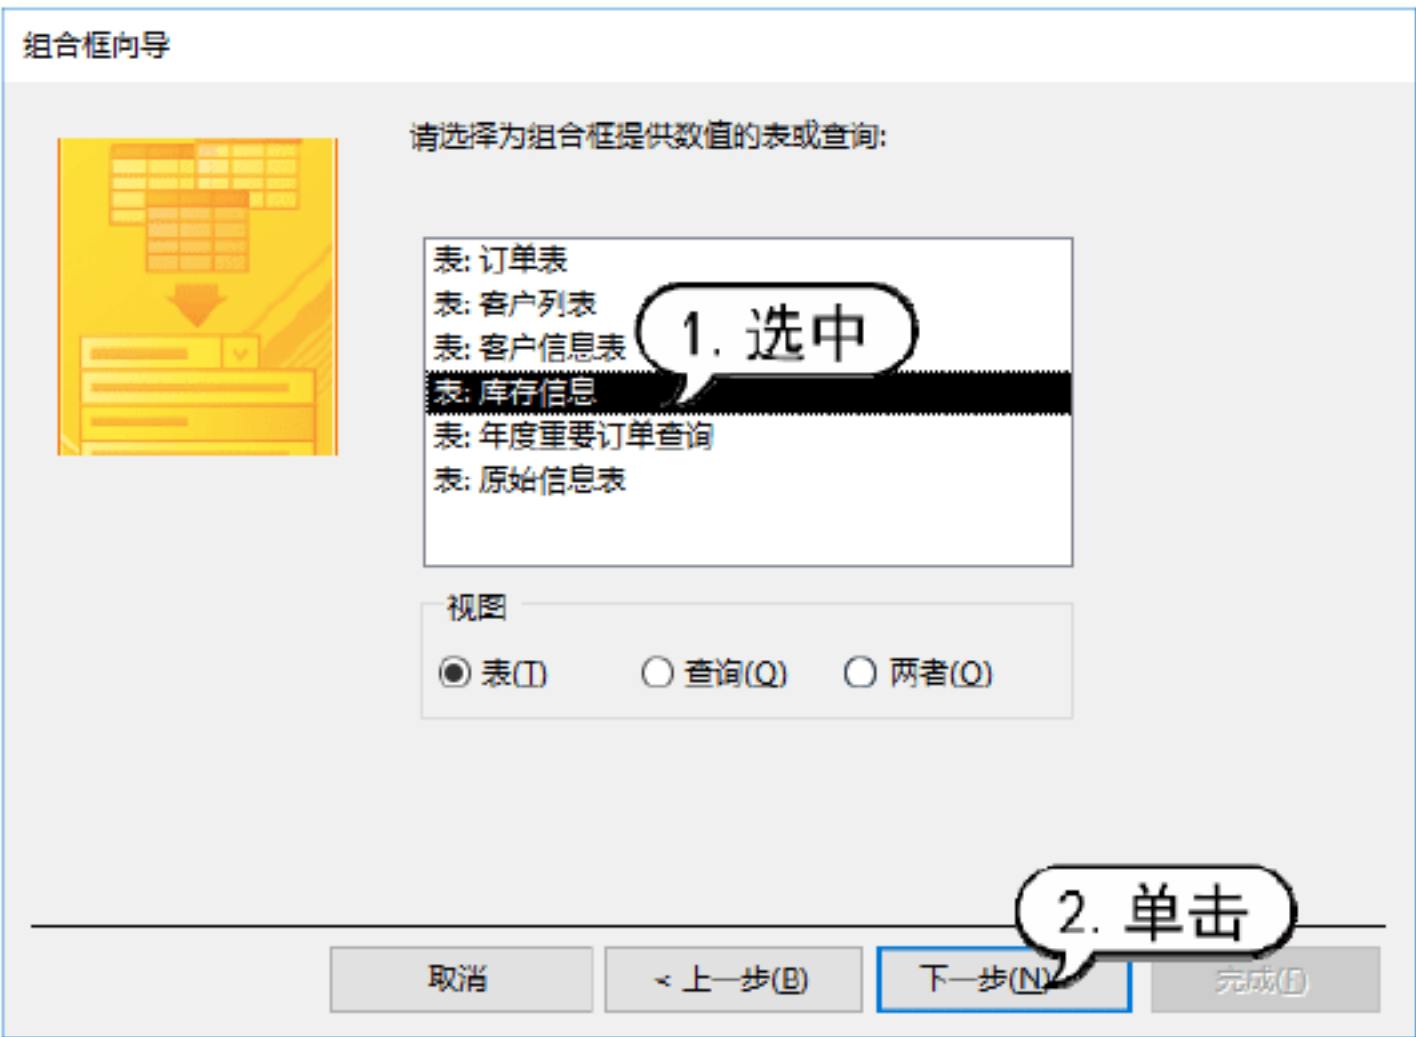 组合框向导
请选择为组合框提供数值的表或查询:
表: 订单表
表: 客户列表
表: 客户信息表
1. 选中
表: 库存信息
表: 年度重要订单查询
表: 原始信息表
视图
表(T) 查询(Q) 两者(O)
2. 单击
取消 < 上一步(B) 下一步(N) 完成(F)